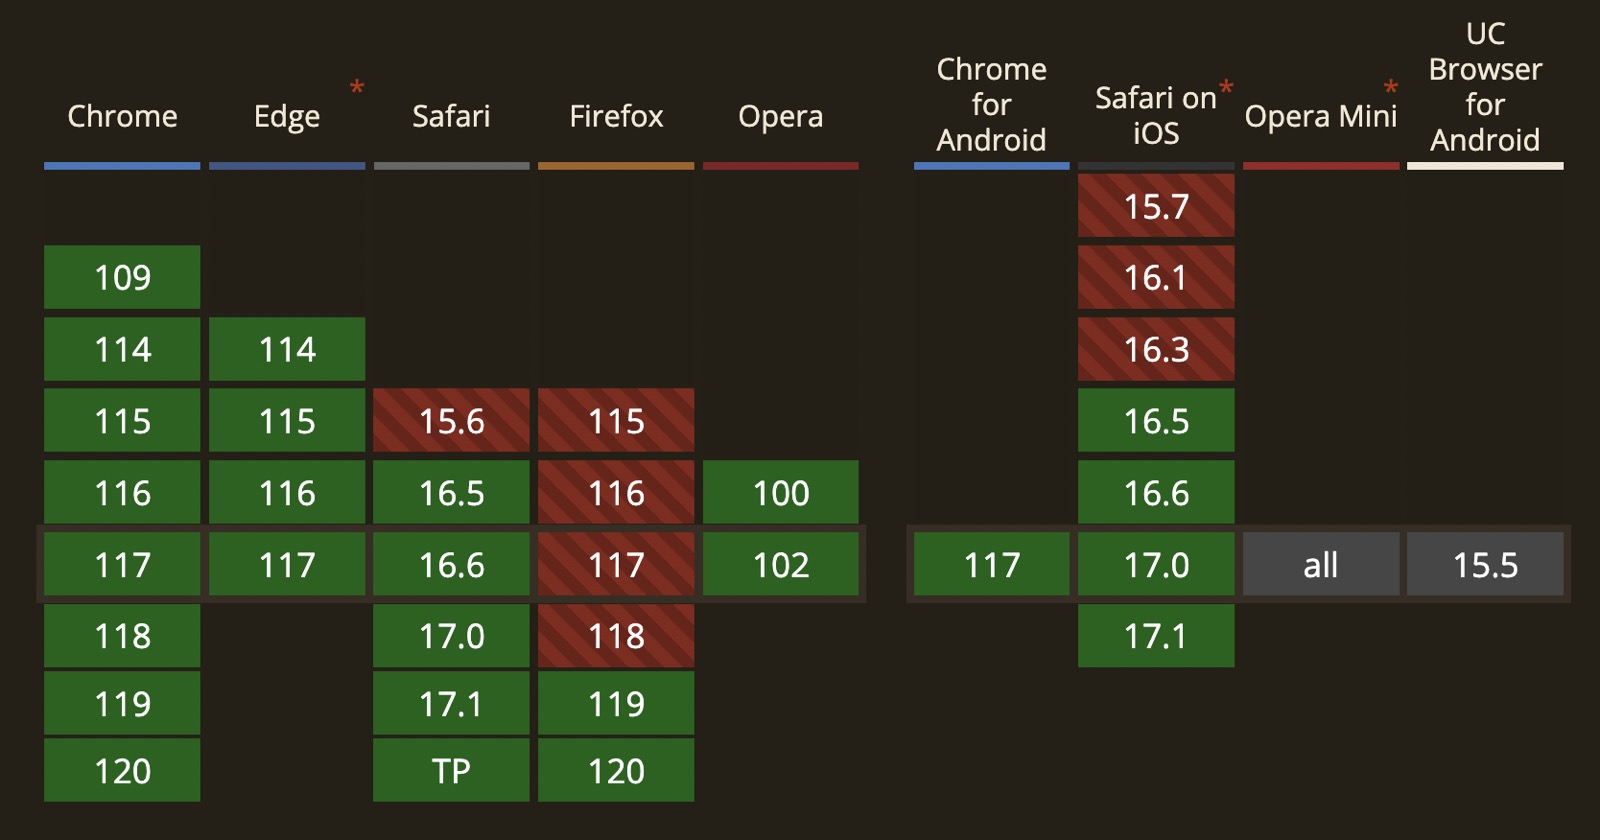 Chrome Edge * Safari Firefox Opera Chrome for Android Safari on iOS * Opera Mini * UC Browser for Android
15.7
109 16.1
114 114 16.3
115 115 15.6 115 16.5
116 116 16.5 116 100 16.6
117 117 16.6 117 102 117 17.0 all 15.5
118 17.0 118 17.1
119 17.1 119
120 TP 120